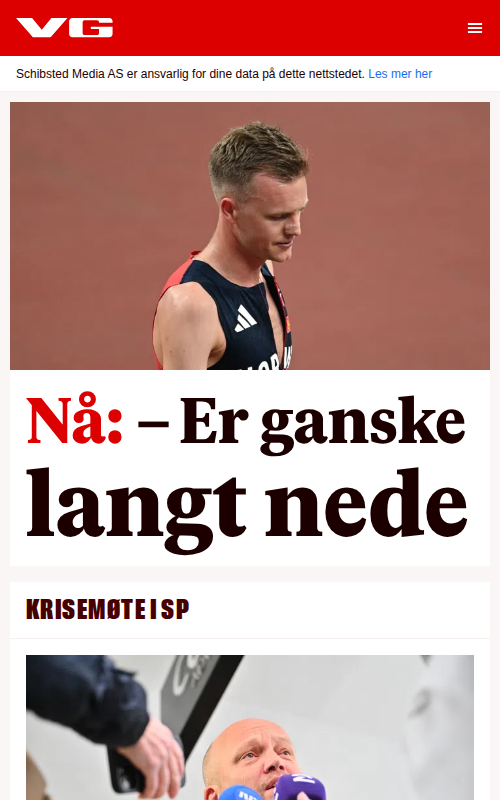 VG
Schibsted Media AS er ansvarlig for dine data på dette nettstedet. Les mer her
Nå: – Er ganske
langt nede
KRISEMØTE I SP